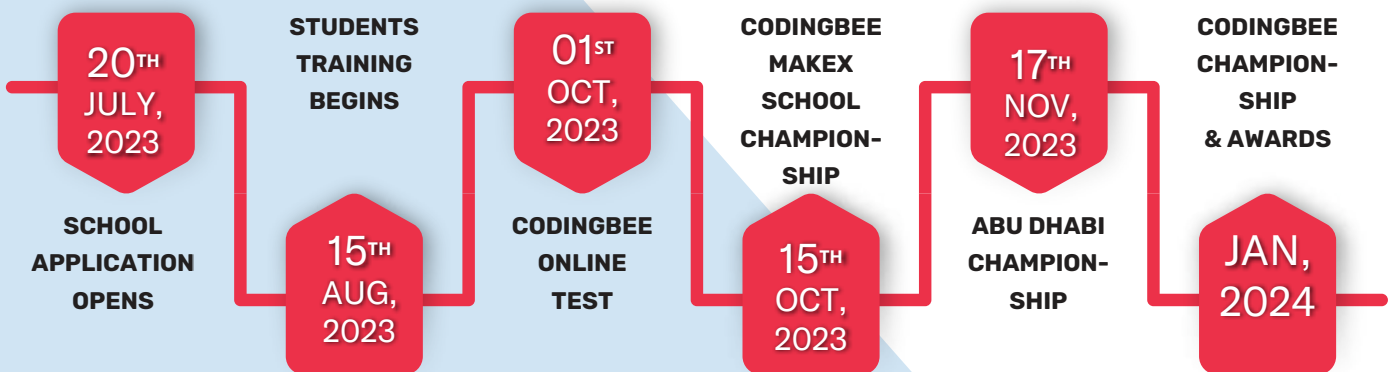 20TH
JULY,
2023
SCHOOL
APPLICATION
OPENS
STUDENTS
TRAINING
BEGINS
15TH
AUG,
2023
01ST
OCT,
2023
CODINGBEE
ONLINE
TEST
CODINGBEE
MAKEX
SCHOOL
CHAMPION-
SHIP
15TH
OCT,
2023
17TH
NOV,
2023
ABU DHABI
CHAMPION-
SHIP
CODINGBEE
CHAMPION-
SHIP
& AWARDS
JAN,
2024